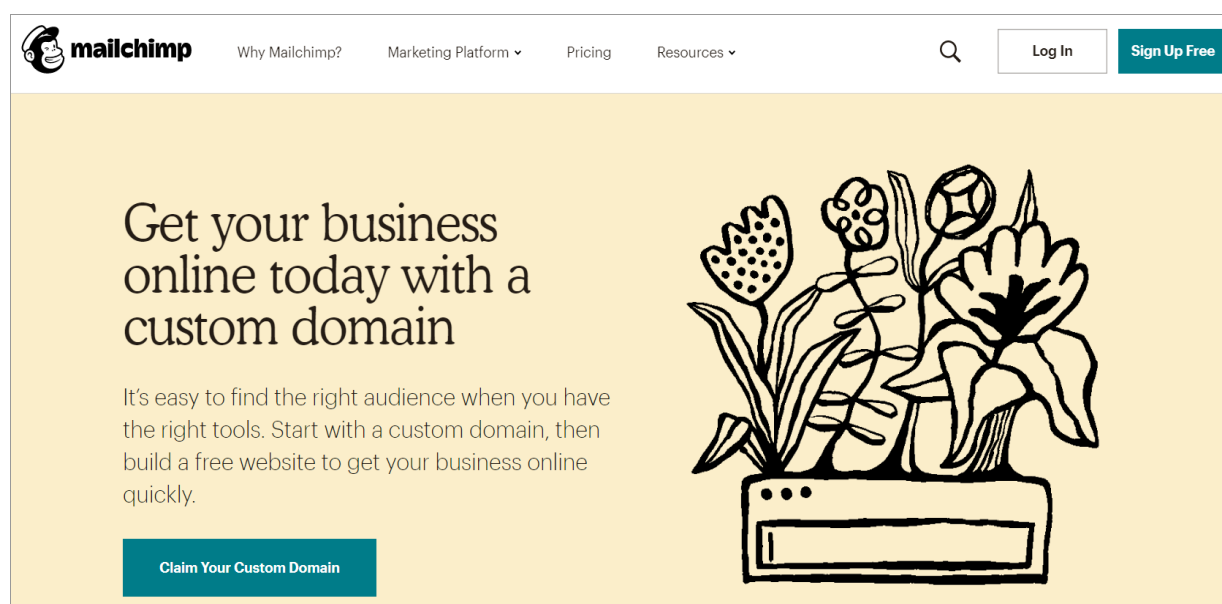 mailchimp
Why Mailchimp?
Marketing Platform
Pricing
Resources
Log In
Sign Up Free
Get your business
online today with a
custom domain
It's easy to find the right audience when you have
the right tools. Start with a custom domain, then
build a free website to get your business online
quickly.
Claim Your Custom Domain